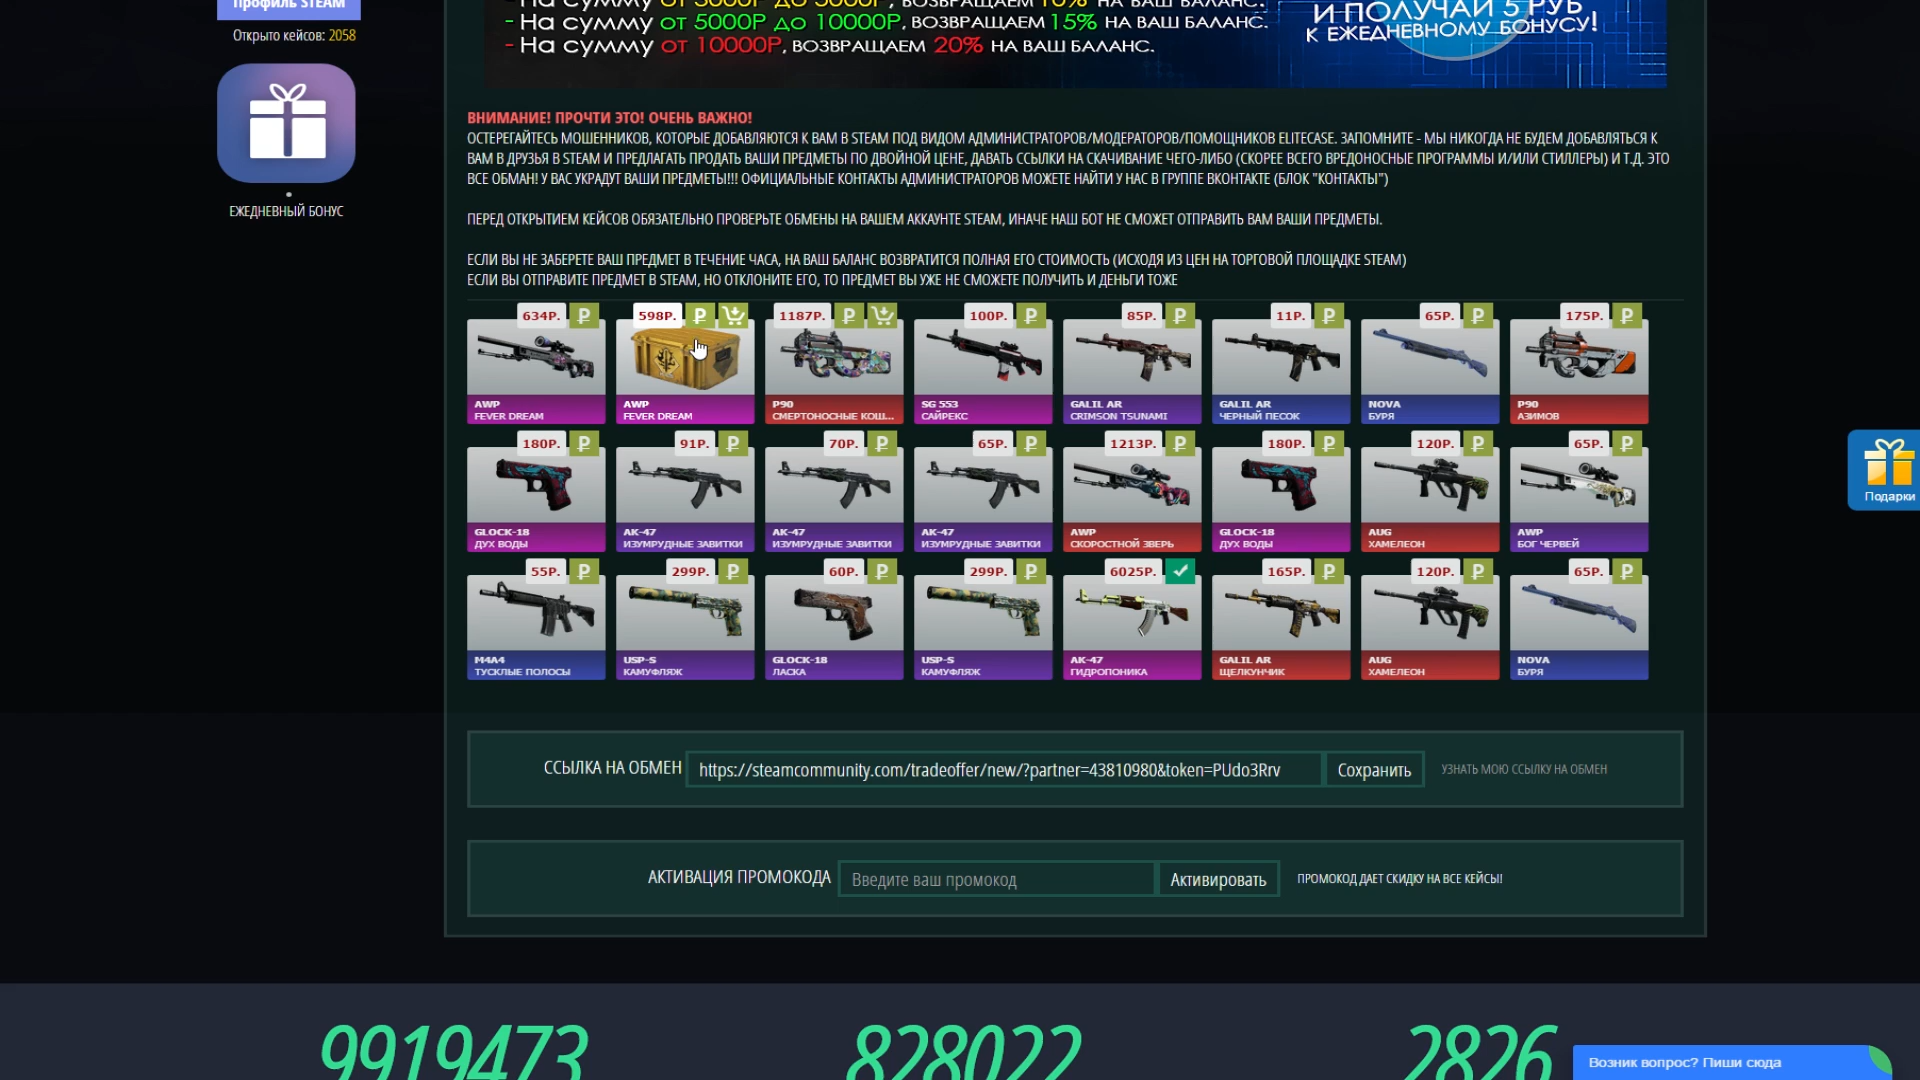 Профиль STEAM
Открыто кейсов: 2058
ЕЖЕДНЕВНЫЙ БОНУС
- На сумму от 3000Р до 5000Р, ВОЗВРАЩАЕМ 10% НА ВАШ БАЛАНС.
- На сумму от 5000Р до 10000Р, ВОЗВРАЩАЕМ 15% НА ВАШ БАЛАНС.
- На сумму от 10000Р, ВОЗВРАЩАЕМ 20% НА ВАШ БАЛАНС.
И ПОЛУЧАЙ 5 РУБ
К ЕЖЕДНЕВНОМУ БОНУСУ!
ВНИМАНИЕ! ПРОЧТИ ЭТО! ОЧЕНЬ ВАЖНО!
ОСТЕРЕГАЙТЕСЬ МОШЕННИКОВ, КОТОРЫЕ ДОБАВЛЯЮТСЯ К ВАМ В STEAM ПОД ВИДОМ АДМИНИСТРАТОРОВ/МОДЕРАТОРОВ/ПОМОЩНИКОВ ELITECASE. ЗАПОМНИТЕ - МЫ НИКОГДА НЕ БУДЕМ ДОБАВЛЯТЬСЯ К
ВАМ В ДРУЗЬЯ В STEAM И ПРЕДЛАГАТЬ ПРОДАТЬ ВАШИ ПРЕДМЕТЫ ПО ДВОЙНОЙ ЦЕНЕ, ДАВАТЬ ССЫЛКИ НА СКАЧИВАНИЕ ЧЕГО-ЛИБО (СКОРЕЕ ВСЕГО ВРЕДОНОСНЫЕ ПРОГРАММЫ И/ИЛИ СТИЛЛЕРЫ) И Т.Д. ЭТО
ВСЕ ОБМАН! У ВАС УКРАДУТ ВАШИ ПРЕДМЕТЫ!!! ОФИЦИАЛЬНЫЕ КОНТАКТЫ АДМИНИСТРАТОРОВ МОЖЕТЕ НАЙТИ У НАС В ГРУППЕ ВКОНТАКТЕ (БЛОК "КОНТАКТЫ")
ПЕРЕД ОТКРЫТИЕМ КЕЙСОВ ОБЯЗАТЕЛЬНО ПРОВЕРЬТЕ ОБМЕНЫ НА ВАШЕМ АККАУНТЕ STEAM, ИНАЧЕ НАШ БОТ НЕ СМОЖЕТ ОТПРАВИТЬ ВАМ ВАШИ ПРЕДМЕТЫ.
ЕСЛИ ВЫ НЕ ЗАБЕРЕТЕ ВАШ ПРЕДМЕТ В ТЕЧЕНИЕ ЧАСА, НА ВАШ БАЛАНС ВОЗВРАТИТСЯ ПОЛНАЯ ЕГО СТОИМОСТЬ (ИСХОДЯ ИЗ ЦЕН НА ТОРГОВОЙ ПЛОЩАДКЕ STEAM)
ЕСЛИ ВЫ ОТПРАВИТЕ ПРЕДМЕТ В STEAM, НО ОТКЛОНИТЕ ЕГО, ТО ПРЕДМЕТ ВЫ УЖЕ НЕ СМОЖЕТЕ ПОЛУЧИТЬ И ДЕНЬГИ ТОЖЕ
634Р. 598Р. 1187Р. 100Р. 85Р. 11Р. 65Р. 175Р.
AWP AWP P90 SG 553 GALIL AR GALIL AR NOVA P90
FEVER DREAM FEVER DREAM СМЕРТОНОСНЫЕ КОШ... САЙРЕКС CRIMSON TSUNAMI ЧЕРНЫЙ ПЕСОК БУРЯ АЗИМОВ
180Р. 91Р. 70Р. 65Р. 1213Р. 180Р. 120Р. 65Р.
GLOCK-18 AK-47 AK-47 AK-47 AWP GLOCK-18 AUG AWP
ДУХ ВОДЫ ИЗУМРУДНЫЕ ЗАВИТКИ ИЗУМРУДНЫЕ ЗАВИТКИ ИЗУМРУДНЫЕ ЗАВИТКИ СКОРОСТНОЙ ЗВЕРЬ ДУХ ВОДЫ ХАМЕЛЕОН БОГ ЧЕРВЕЙ
55Р. 299Р. 60Р. 299Р. 6025Р. 165Р. 120Р. 65Р.
M4A4 USP-S GLOCK-18 USP-S AK-47 GALIL AR AUG NOVA
ТУСКЛЫЕ ПОЛОСЫ КАМУФЛЯЖ ЛАСКА КАМУФЛЯЖ ГИДРОПОНИКА ЩЕЛКУНЧИК ХАМЕЛЕОН БУРЯ
Подарки
ССЫЛКА НА ОБМЕН https://steamcommunity.com/tradeoffer/new/?partner=43810980&token=PUdo3Rrv Сохранить УЗНАТЬ МОЮ ССЫЛКУ НА ОБМЕН
АКТИВАЦИЯ ПРОМОКОДА Введите ваш промокод Активировать ПРОМОКОД ДАЕТ СКИДКУ НА ВСЕ КЕЙСЫ!
9919473 828022 2826
Возник вопрос? Пиши сюда